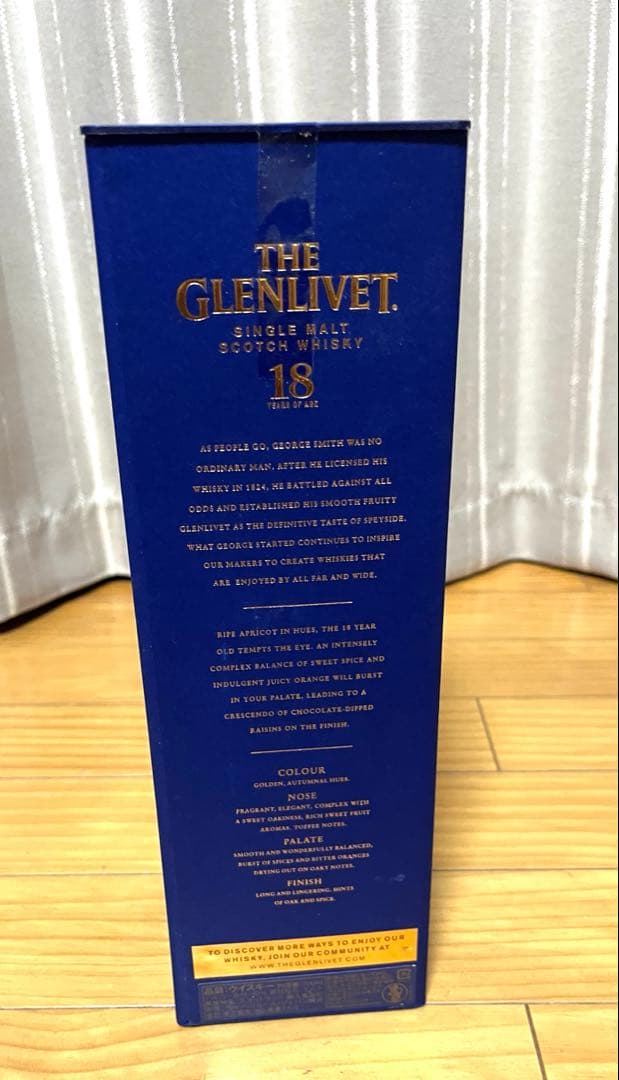 THE
GLENLIVET.
SINGLE MALT
SCOTCH WHISKY
18
YEARS OF AGE
AS PEOPLE GO, GEORGE SMITH WAS NO
ORDINARY MAN, AFTER HE LICENSED HIS
WHISKY IN 1824, HE BATTLED AGAINST ALL
ODDS AND ESTABLISHED HIS SMOOTH FRUITY
GLENLIVET AS THE DEFINITIVE TASTE OF SPEYSIDE.
WHAT GEORGE STARTED CONTINUES TO INSPIRE
OUR MAKERS TO CREATE WHISKIES THAT
ARE ENJOYED BY ALL FAR AND WIDE.
RIPE APRICOT IN HUES, THE 18 YEAR
OLD TEMPTS THE EYE. AN INTENSELY
COMPLEX BALANCE OF SWEET SPICE AND
INDULGENT JUICY ORANGE WILL BURST
IN YOUR PALATE, LEADING TO A
CRESCENDO OF CHOCOLATE-DIPPED
RAISINS ON THE FINISH.
COLOUR
GOLDEN, AUTUMNAL HUES.
NOSE
FRAGRANT, ELEGANT, COMPLEX WITH
A SWEET OAKINESS, RICH SWEET FRUIT
AROMAS. TOFFEE NOTES.
PALATE
SMOOTH AND WONDERFULLY BALANCED,
BURST OF SPICES AND BITTER ORANGES
DRYING OUT ON OAKY NOTES.
FINISH
LONG AND LINGERING, HINTS
OF OAK AND SPICE.
TO DISCOVER MORE WAYS TO ENJOY OUR
WHISKY, JOIN OUR COMMUNITY AT
WWW.THEGLENLIVET.COM
ウイスキー